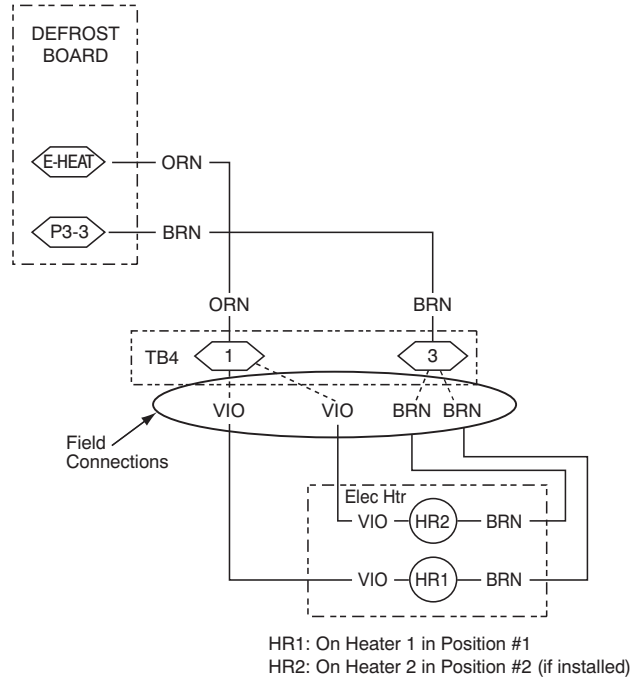 DEFROST
BOARD
E-HEAT
ORN
P3-3
BRN
ORN
BRN
TB4
1
3
VIO
VIO
BRN
BRN
Field
Connections
Elec Htr
VIO
HR2
BRN
VIO
HR1
BRN
HR1: On Heater 1 in Position #1
HR2: On Heater 2 in Position #2 (if installed)